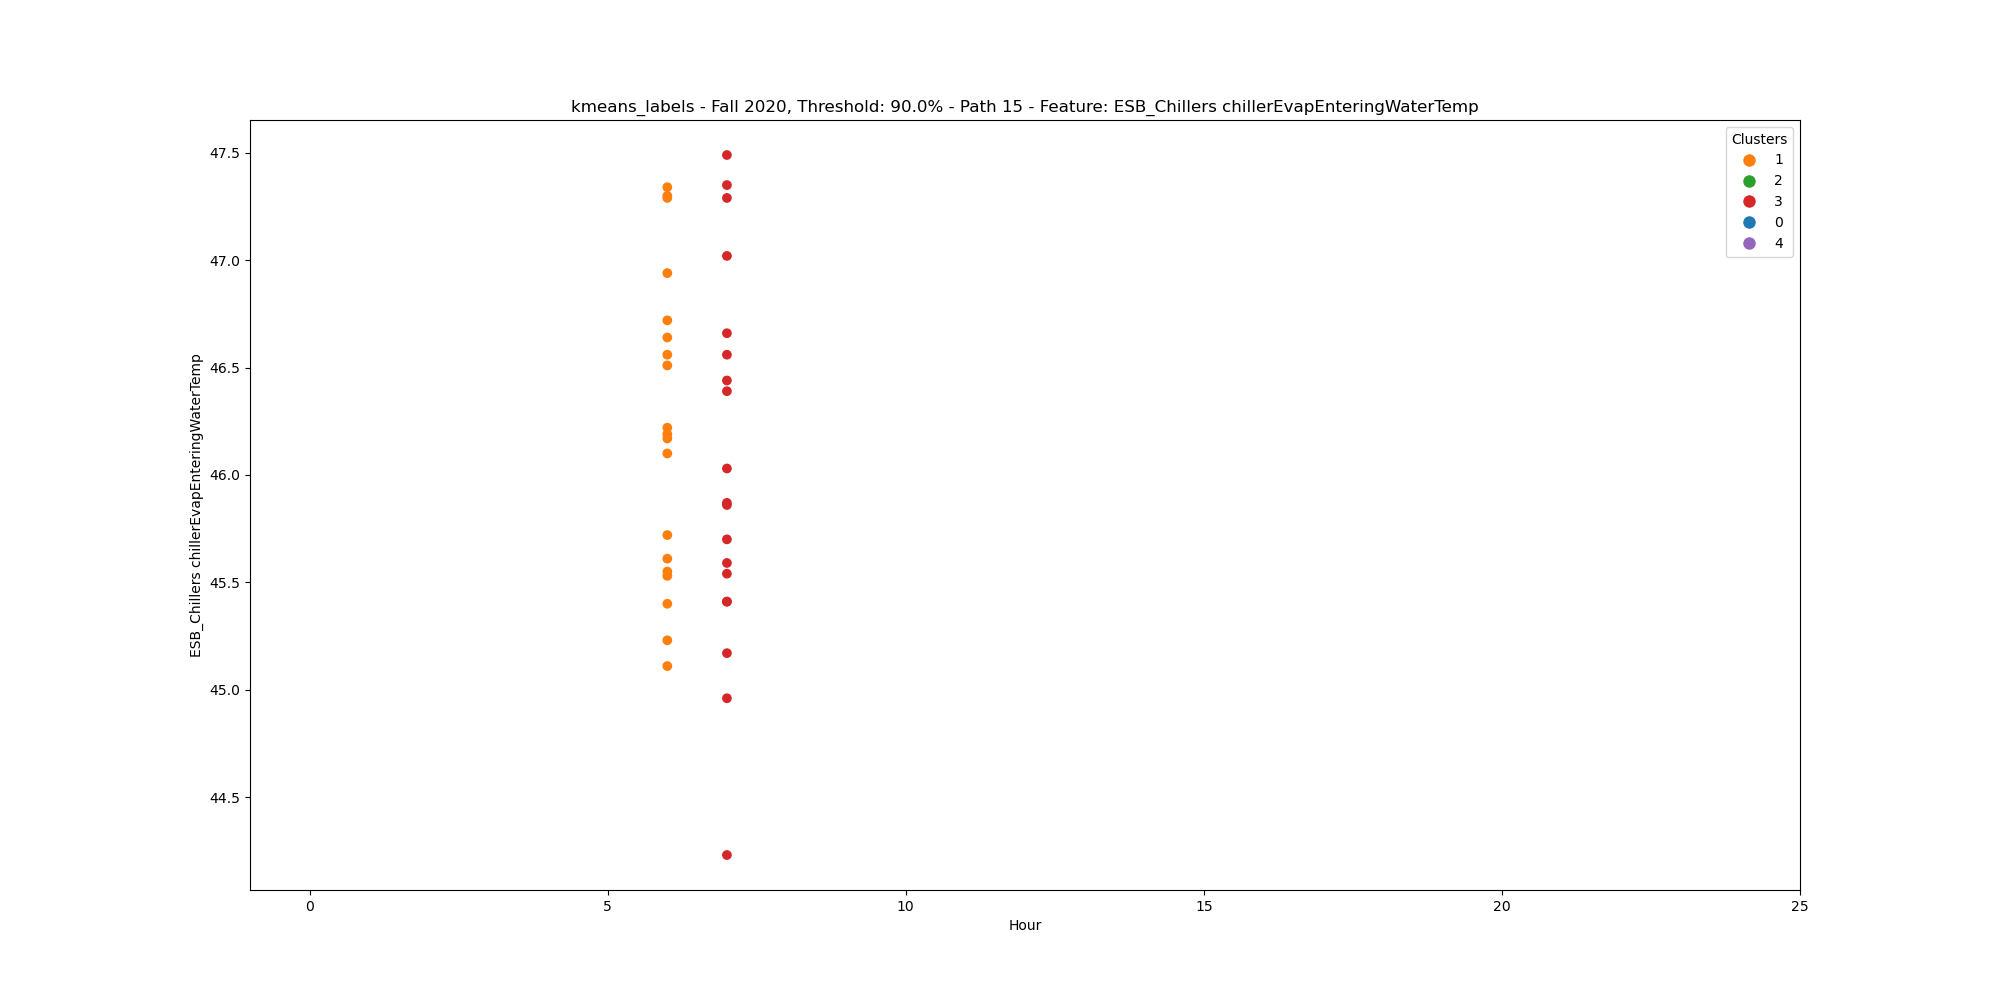 kmeans_labels - Fall 2020, Threshold: 90.0% - Path 15 - Feature: ESB_Chillers chillerEvapEnteringWaterTemp
Clusters
1
2
3
0
4
47.5
47.0
46.5
46.0
45.5
45.0
44.5
ESB_Chillers chillerEvapEnteringWaterTemp
0 5 10 15 20 25
Hour